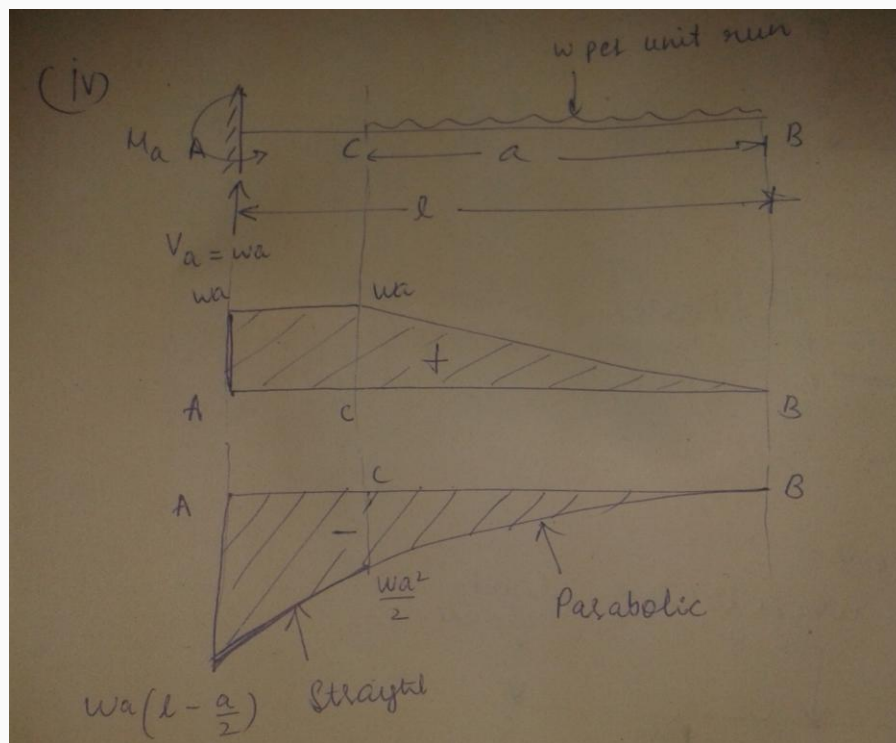 (iv)
w per unit run
Ma A C a B
l
Va = wa
wa wa
+
A C B
A C B
−
wa²/2
Parabolic
wa(l − a/2) Straight